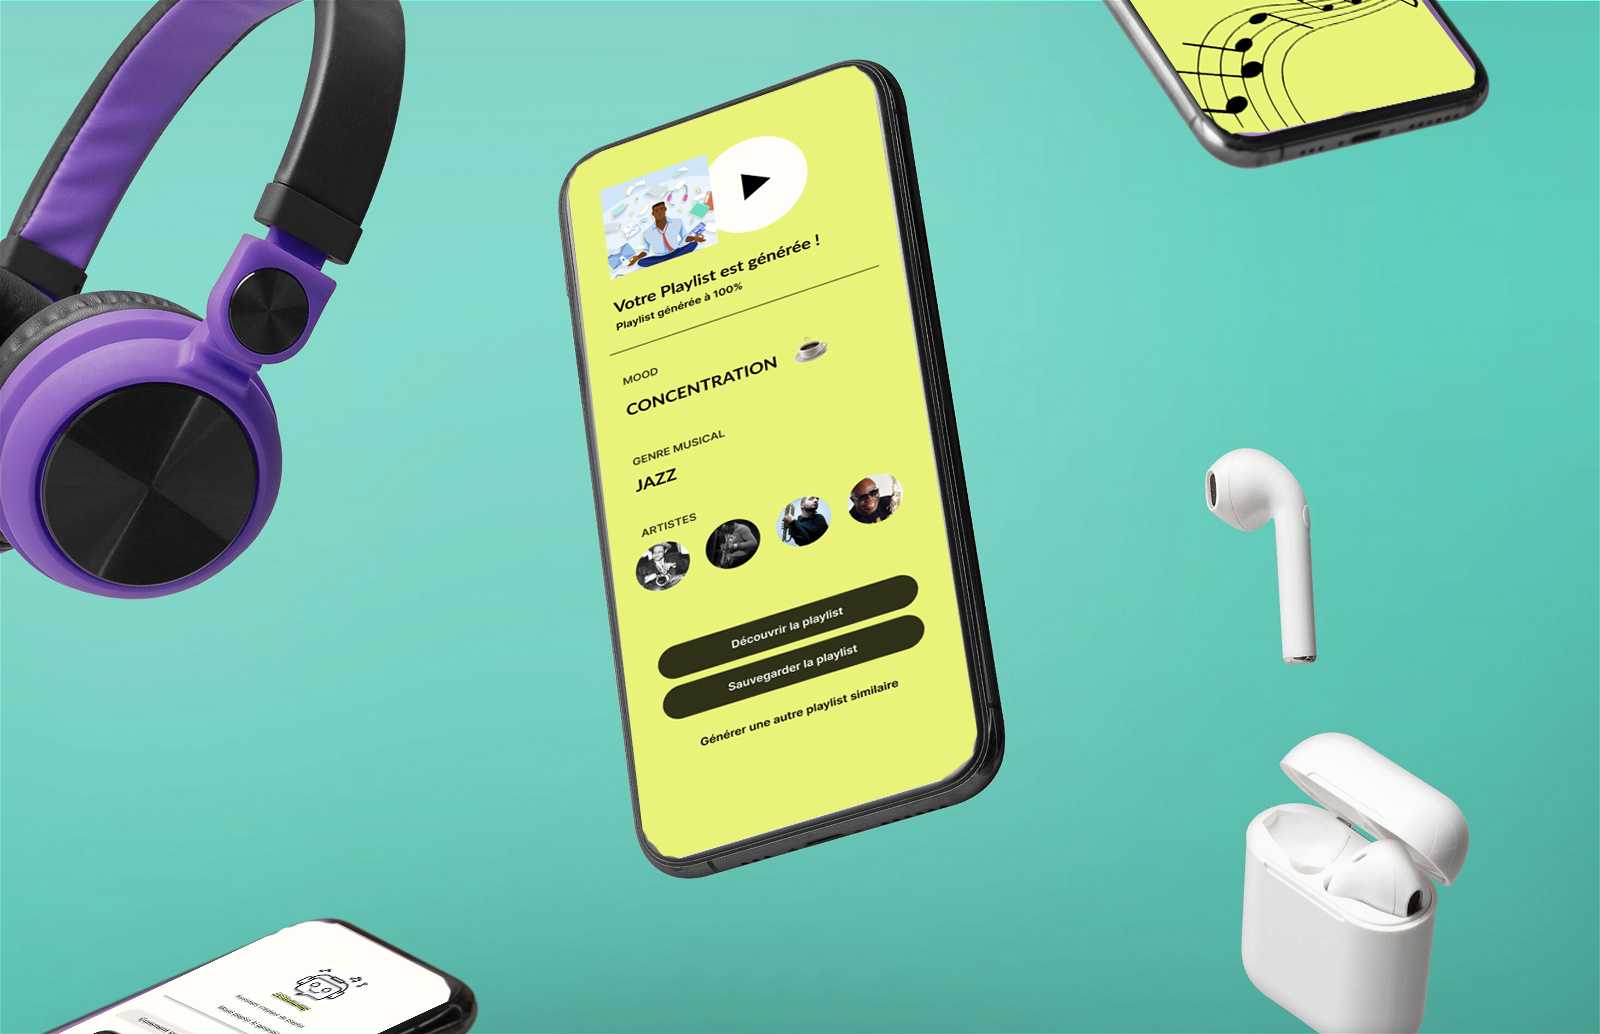 Votre Playlist est générée !
Playlist générée à 100%
MOOD
CONCENTRATION
GENRE MUSICAL
JAZZ
ARTISTES
Découvrir la playlist
Sauvegarder la playlist
Générer une autre playlist similaire